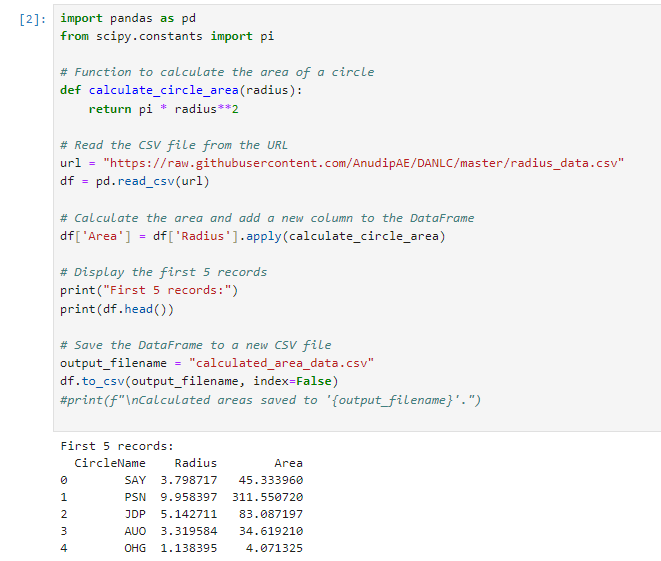 [2]: import pandas as pd
from scipy.constants import pi
# Function to calculate the area of a circle
def calculate_circle_area(radius):
    return pi * radius**2
# Read the CSV file from the URL
url = "https://raw.githubusercontent.com/AnudipAE/DANLC/master/radius_data.csv"
df = pd.read_csv(url)
# Calculate the area and add a new column to the DataFrame
df['Area'] = df['Radius'].apply(calculate_circle_area)
# Display the first 5 records
print("First 5 records:")
print(df.head())
# Save the DataFrame to a new CSV file
output_filename = "calculated_area_data.csv"
df.to_csv(output_filename, index=False)
#print(f"\nCalculated areas saved to '{output_filename}'.")
First 5 records:
  CircleName    Radius        Area
0        SAY  3.798717   45.333960
1        PSN  9.958397  311.550720
2        JDP  5.142711   83.087197
3        AUO  3.319584   34.619210
4        OHG  1.138395    4.071325